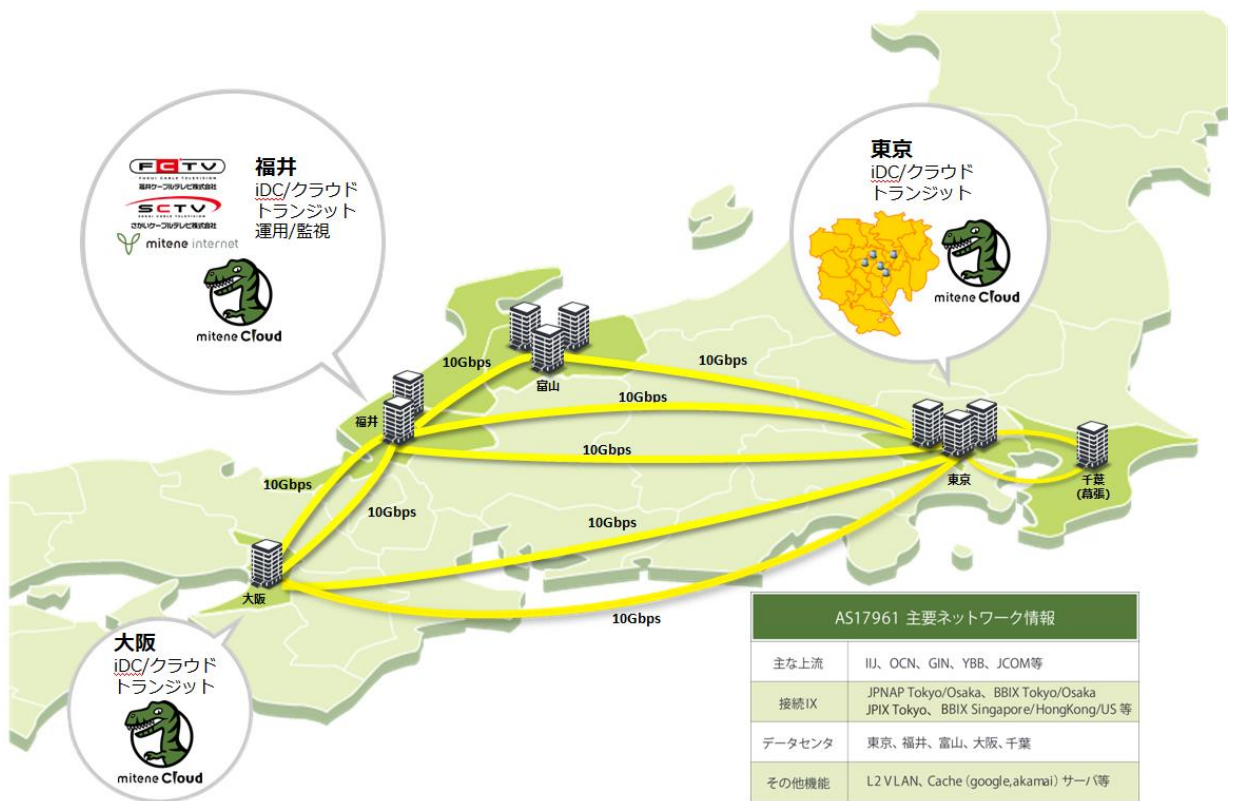 FCTV
FUKUI CABLE TELEVISION
福井ケーブルテレビ株式会社
SCTV
さかいケーブルテレビ株式会社
mitene internet
mitene Cloud
福井
iDC/クラウド
トランジット
運用/監視
東京
iDC/クラウド
トランジット
mitene Cloud
10Gbps
富山
10Gbps
10Gbps
福井
10Gbps
東京
千葉
(幕張)
10Gbps
10Gbps
10Gbps
大阪
10Gbps
大阪
iDC/クラウド
トランジット
mitene Cloud
AS17961 主要ネットワーク情報
主な上流 IIJ、OCN、GIN、YBB、JCOM等
接続IX JPNAP Tokyo/Osaka、BBIX Tokyo/Osaka
JPIX Tokyo、BBIX Singapore/HongKong/US 等
データセンタ 東京、福井、富山、大阪、千葉
その他機能 L2 VLAN、Cache (google,akamai) サーバ等